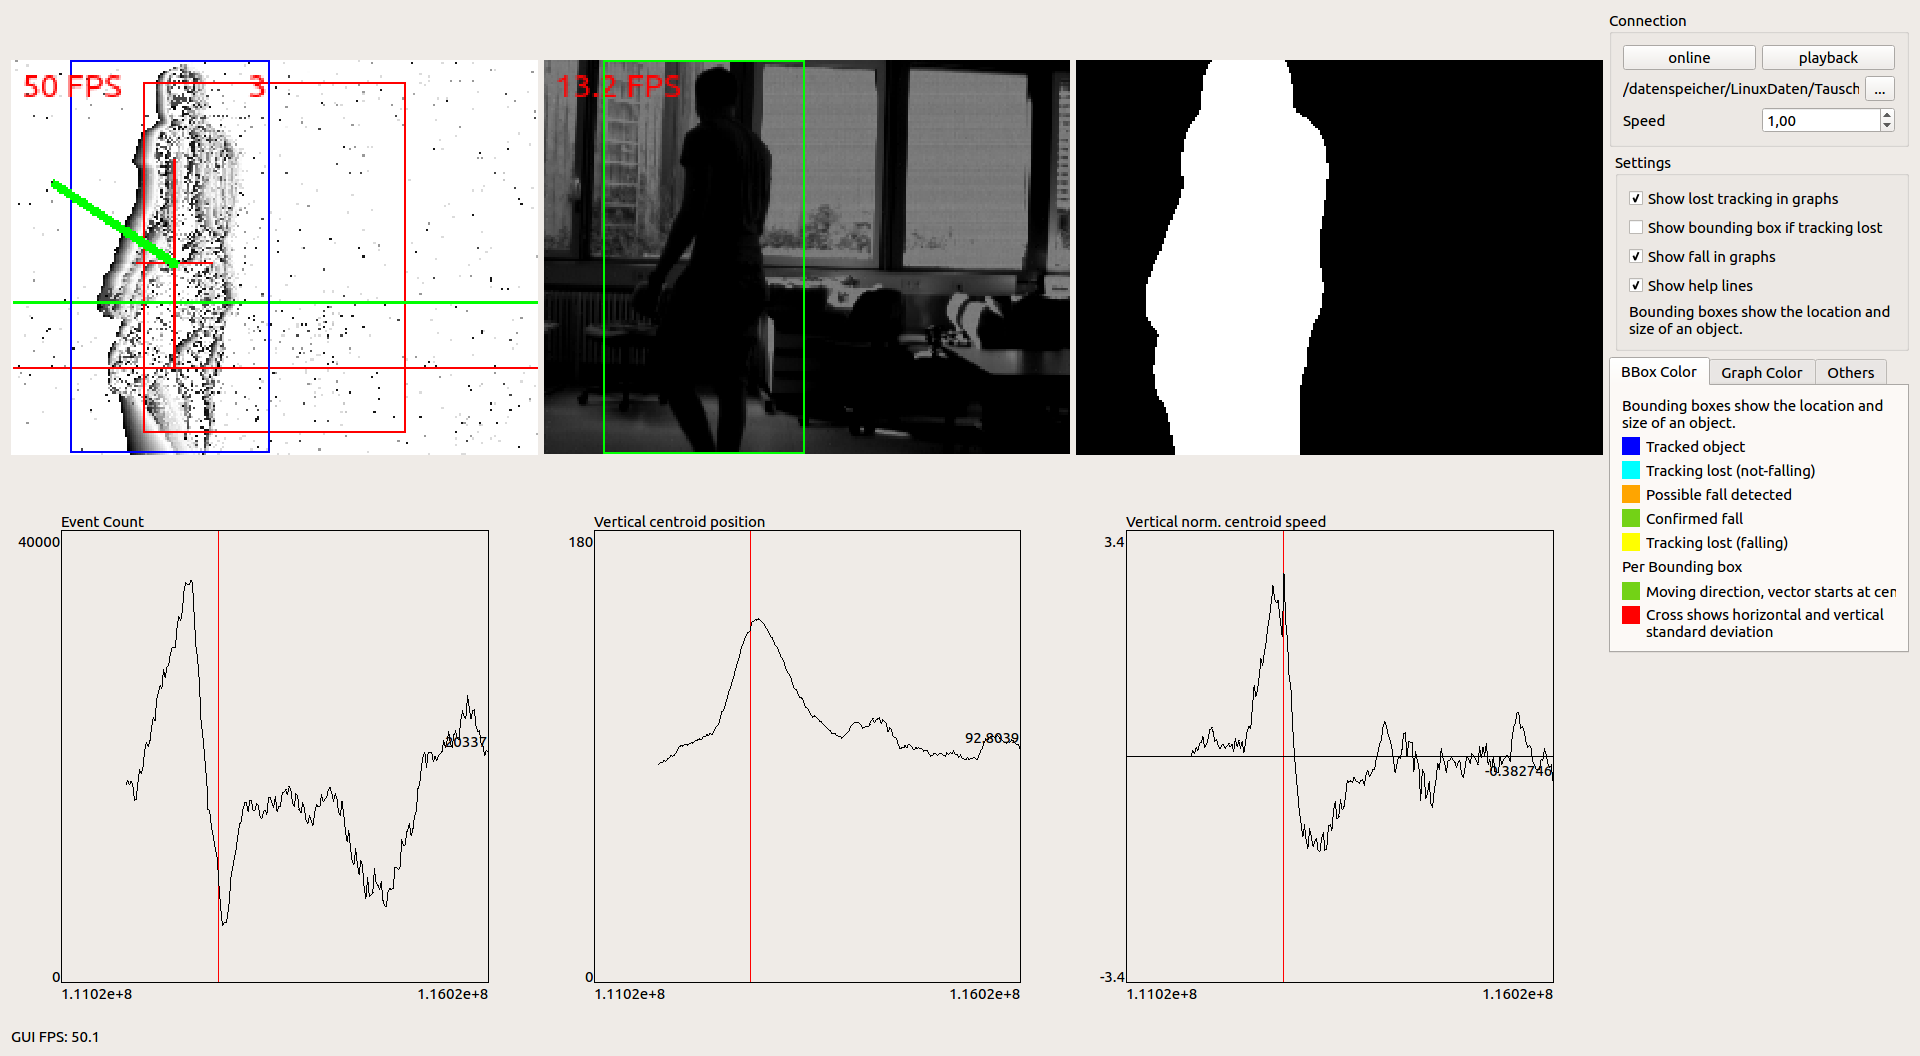 Connection
online
playback
/datenspeicher/LinuxDaten/Tausch
...
Speed
1,00
Settings
Show lost tracking in graphs
Show bounding box if tracking lost
Show fall in graphs
Show help lines
Bounding boxes show the location and
size of an object.
BBox Color
Graph Color
Others
Bounding boxes show the location and
size of an object.
Tracked object
Tracking lost (not-falling)
Possible fall detected
Confirmed fall
Tracking lost (falling)
Per Bounding box
Moving direction, vector starts at cen
Cross shows horizontal and vertical
standard deviation
50 FPS
3
13.2 FPS
Event Count
40000
20337
0
1.1102e+8
1.1602e+8
Vertical centroid position
180
92.8039
0
1.1102e+8
1.1602e+8
Vertical norm. centroid speed
3.4
-0.382746
-3.4
1.1102e+8
1.1602e+8
GUI FPS: 50.1